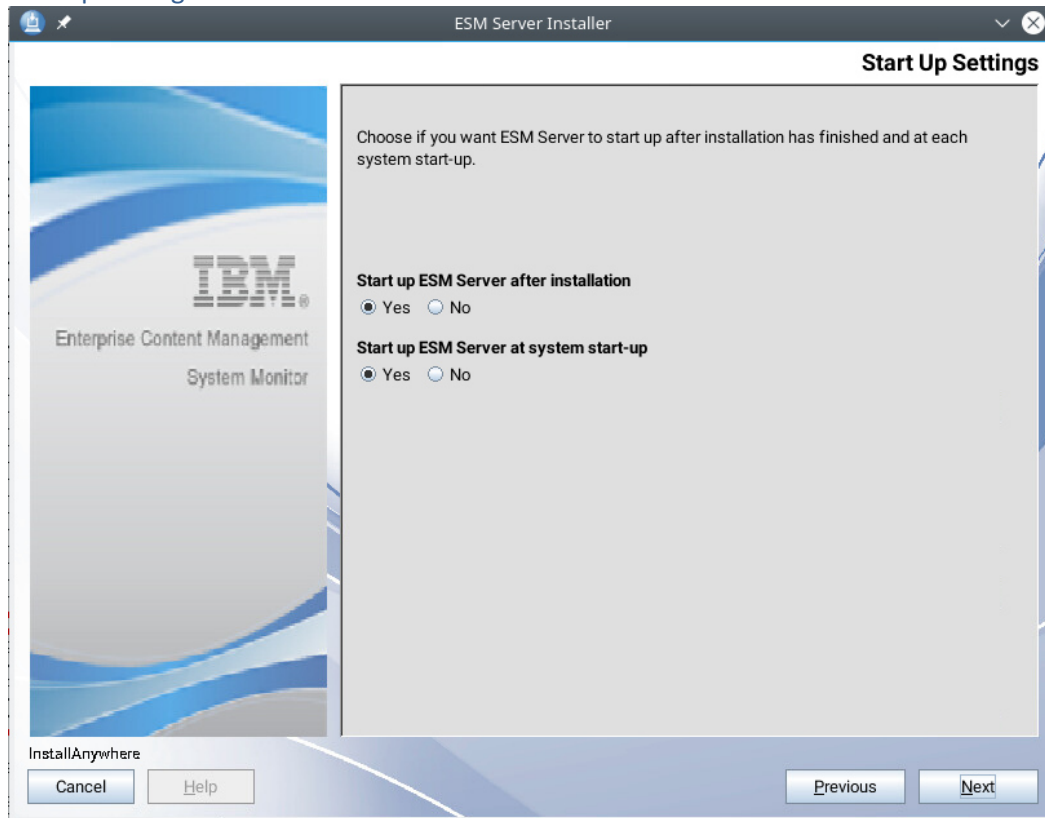 ESM Server Installer
Start Up Settings
Choose if you want ESM Server to start up after installation has finished and at each
system start-up.
IBM®
Enterprise Content Management
System Monitor
Start up ESM Server after installation
Yes No
Start up ESM Server at system start-up
Yes No
InstallAnywhere
Cancel Help Previous Next